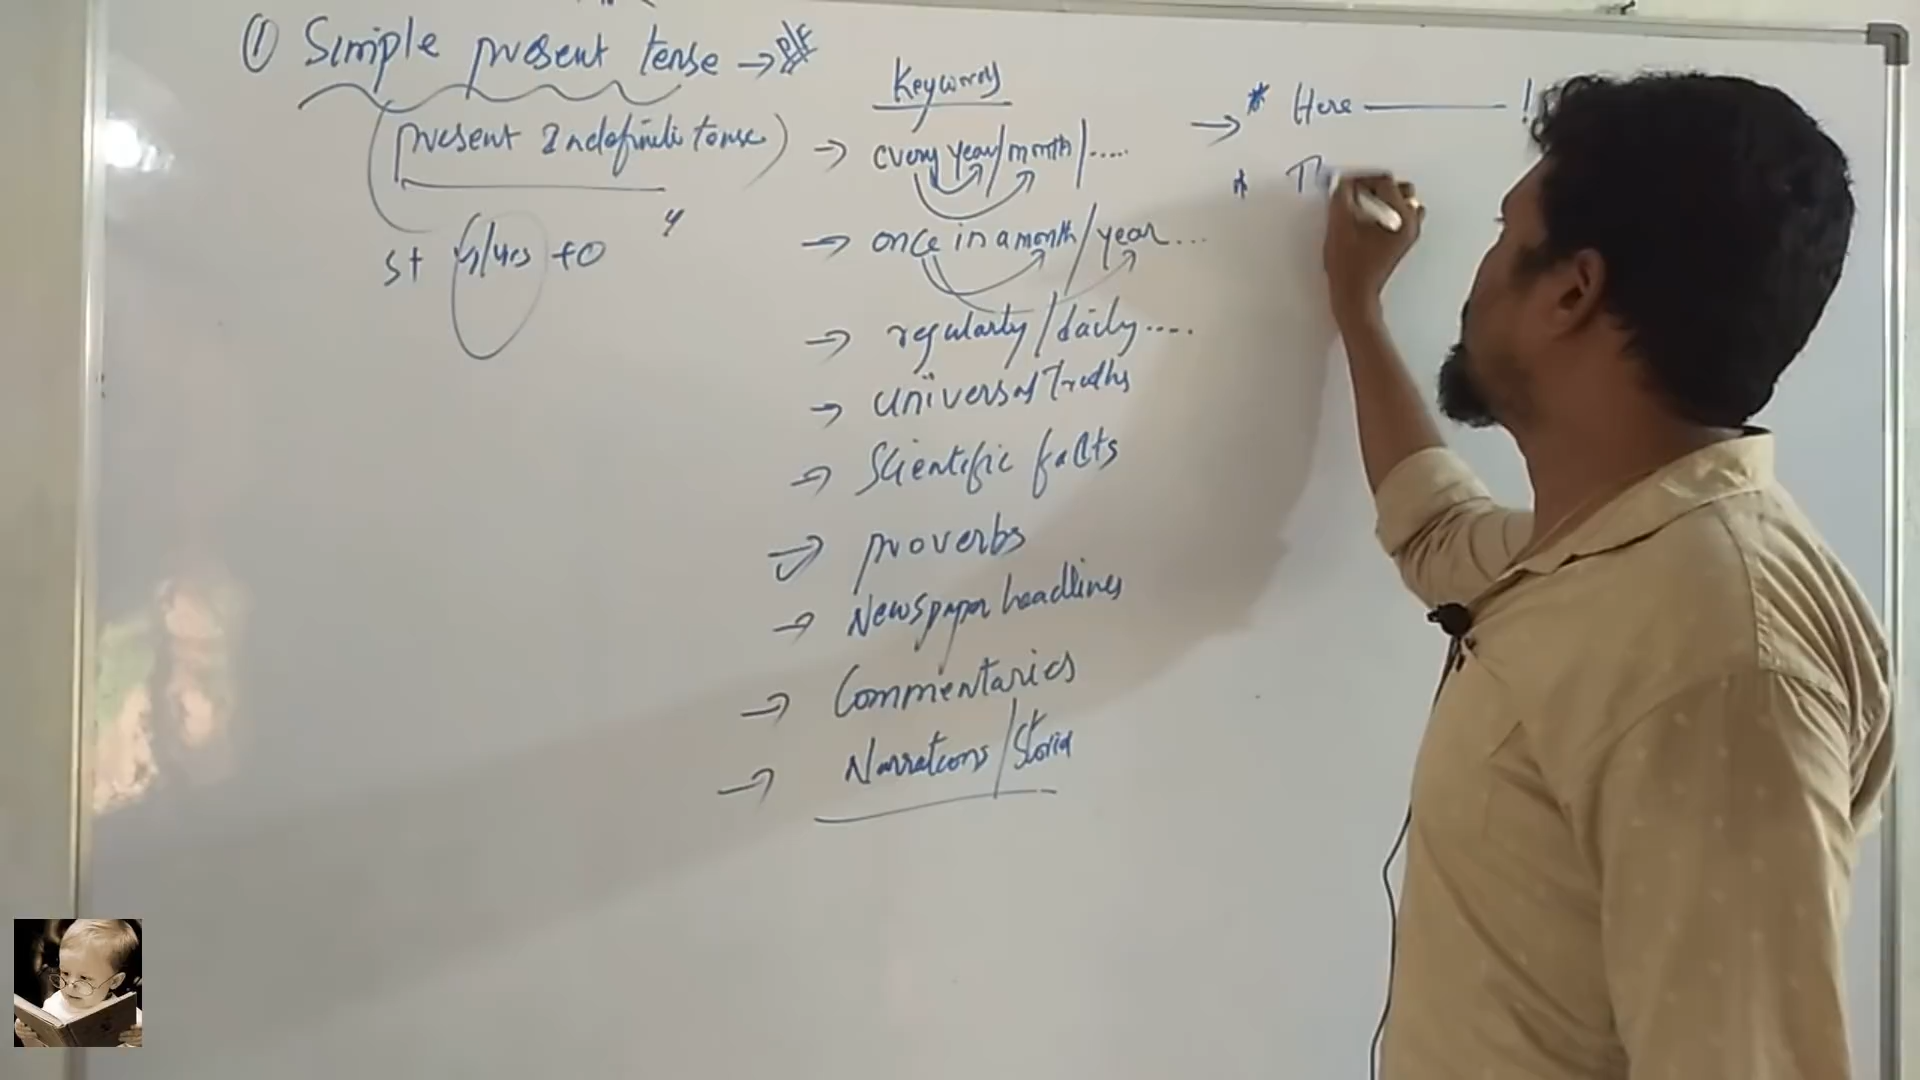 ① Simple present tense →
(present Indefinite tense)
st v1/v1s to
Keywords
→ every year/month/.....
→ once in a month/year...
→ regularly/daily....
→ universal Truths
→ Scientific facts
→ proverbs
→ Newspaper headlines
→ Commentaries
→ Narrations/Stories
→ * Here ———— !
*